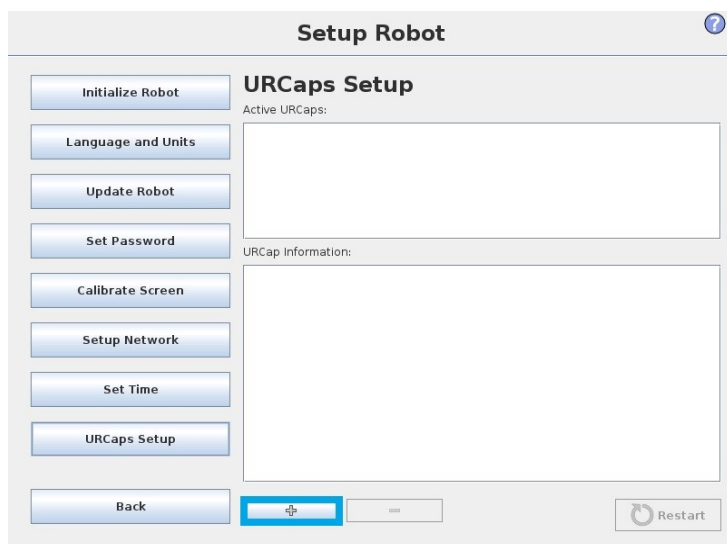 Setup Robot
?
Initialize Robot
Language and Units
Update Robot
Set Password
Calibrate Screen
Setup Network
Set Time
URCaps Setup
Back
URCaps Setup
Active URCaps:
URCap Information:
Restart